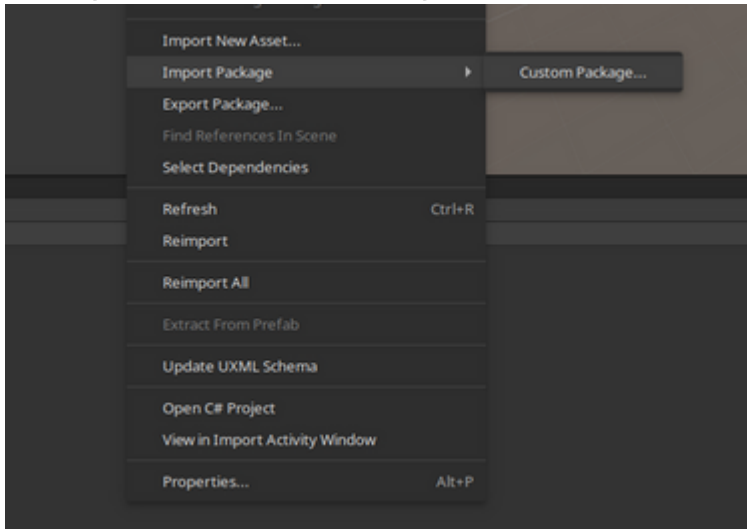 Import New Asset...
Import Package Custom Package...
Export Package...
Find References In Scene
Select Dependencies
Refresh Ctrl+R
Reimport
Reimport All
Extract From Prefab
Update UXML Schema
Open C# Project
View in Import Activity Window
Properties... Alt+P